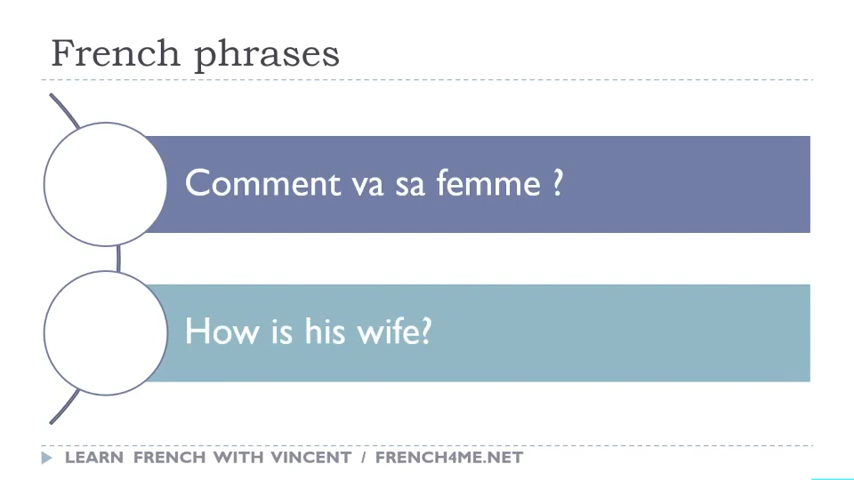 French phrases
Comment va sa femme ?
How is his wife?
LEARN FRENCH WITH VINCENT / FRENCH4ME.NET